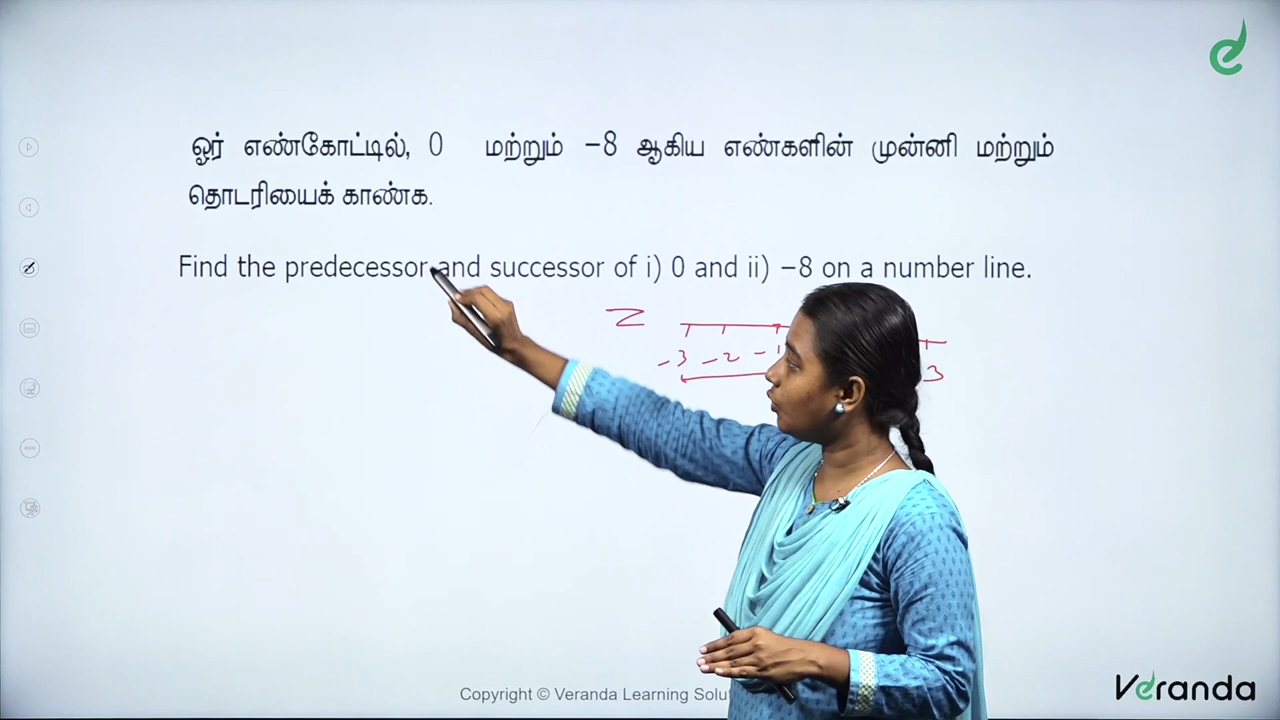 ஓர் எண்கோட்டில், 0 மற்றும் −8 ஆகிய எண்களின் முன்னி மற்றும்
தொடரியைக் காண்க.
Find the predecessor and successor of i) 0 and ii) −8 on a number line.
Z
-3 -2 -1 3
Copyright © Veranda Learning
Veranda